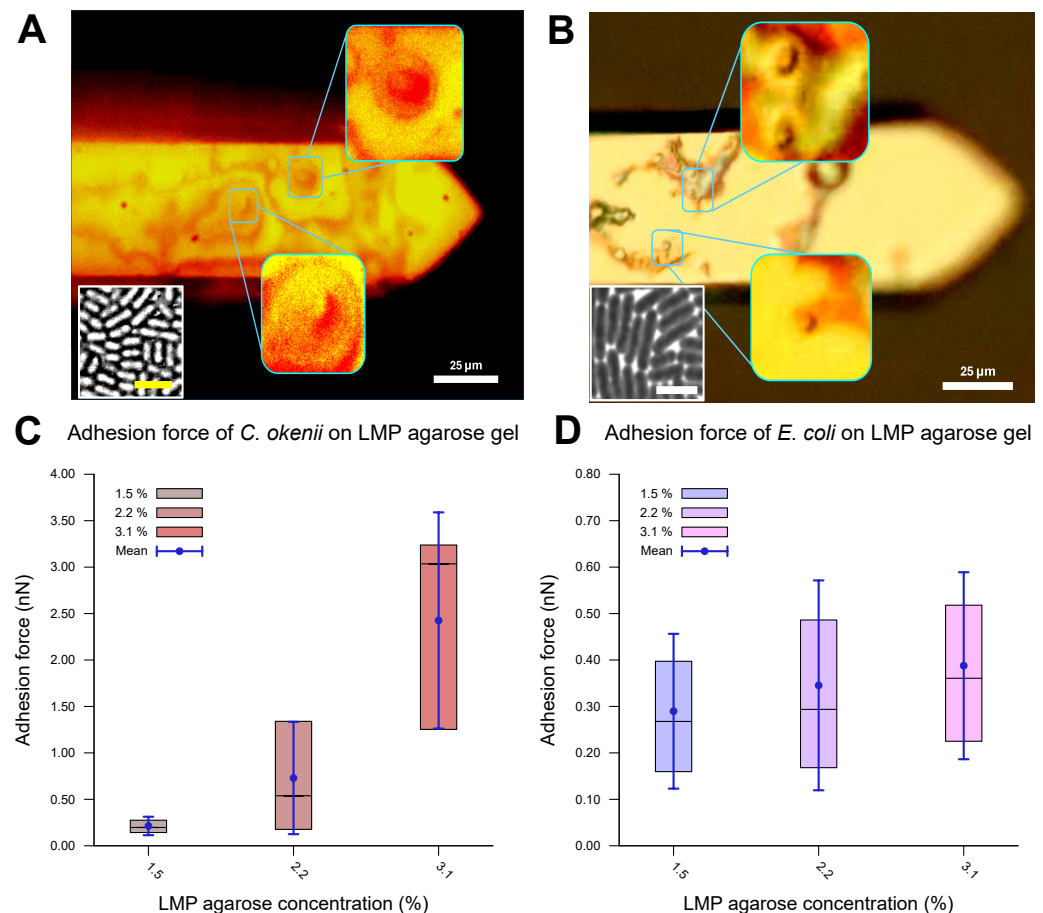 A
B
25 µm
25 µm
C Adhesion force of C. okenii on LMP agarose gel
Adhesion force (nN)
4.00
3.50
3.00
2.50
2.00
1.50
1.00
0.50
0.00
1.5 %
2.2 %
3.1 %
Mean
1.5
2.2
3.1
LMP agarose concentration (%)
D Adhesion force of E. coli on LMP agarose gel
Adhesion force (nN)
0.80
0.70
0.60
0.50
0.40
0.30
0.20
0.10
0.00
1.5 %
2.2 %
3.1 %
Mean
1.5
2.2
3.1
LMP agarose concentration (%)